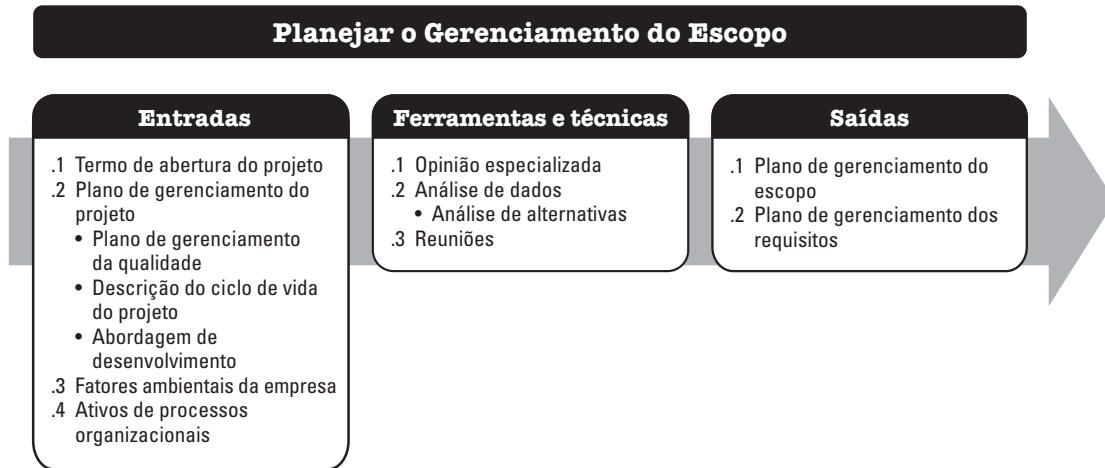 Planejar o Gerenciamento do Escopo
Entradas
.1 Termo de abertura do projeto
.2 Plano de gerenciamento do
projeto
• Plano de gerenciamento
da qualidade
• Descrição do ciclo de vida
do projeto
• Abordagem de
desenvolvimento
.3 Fatores ambientais da empresa
.4 Ativos de processos
organizacionais
Ferramentas e técnicas
.1 Opinião especializada
.2 Análise de dados
• Análise de alternativas
.3 Reuniões
Saídas
.1 Plano de gerenciamento do
escopo
.2 Plano de gerenciamento dos
requisitos